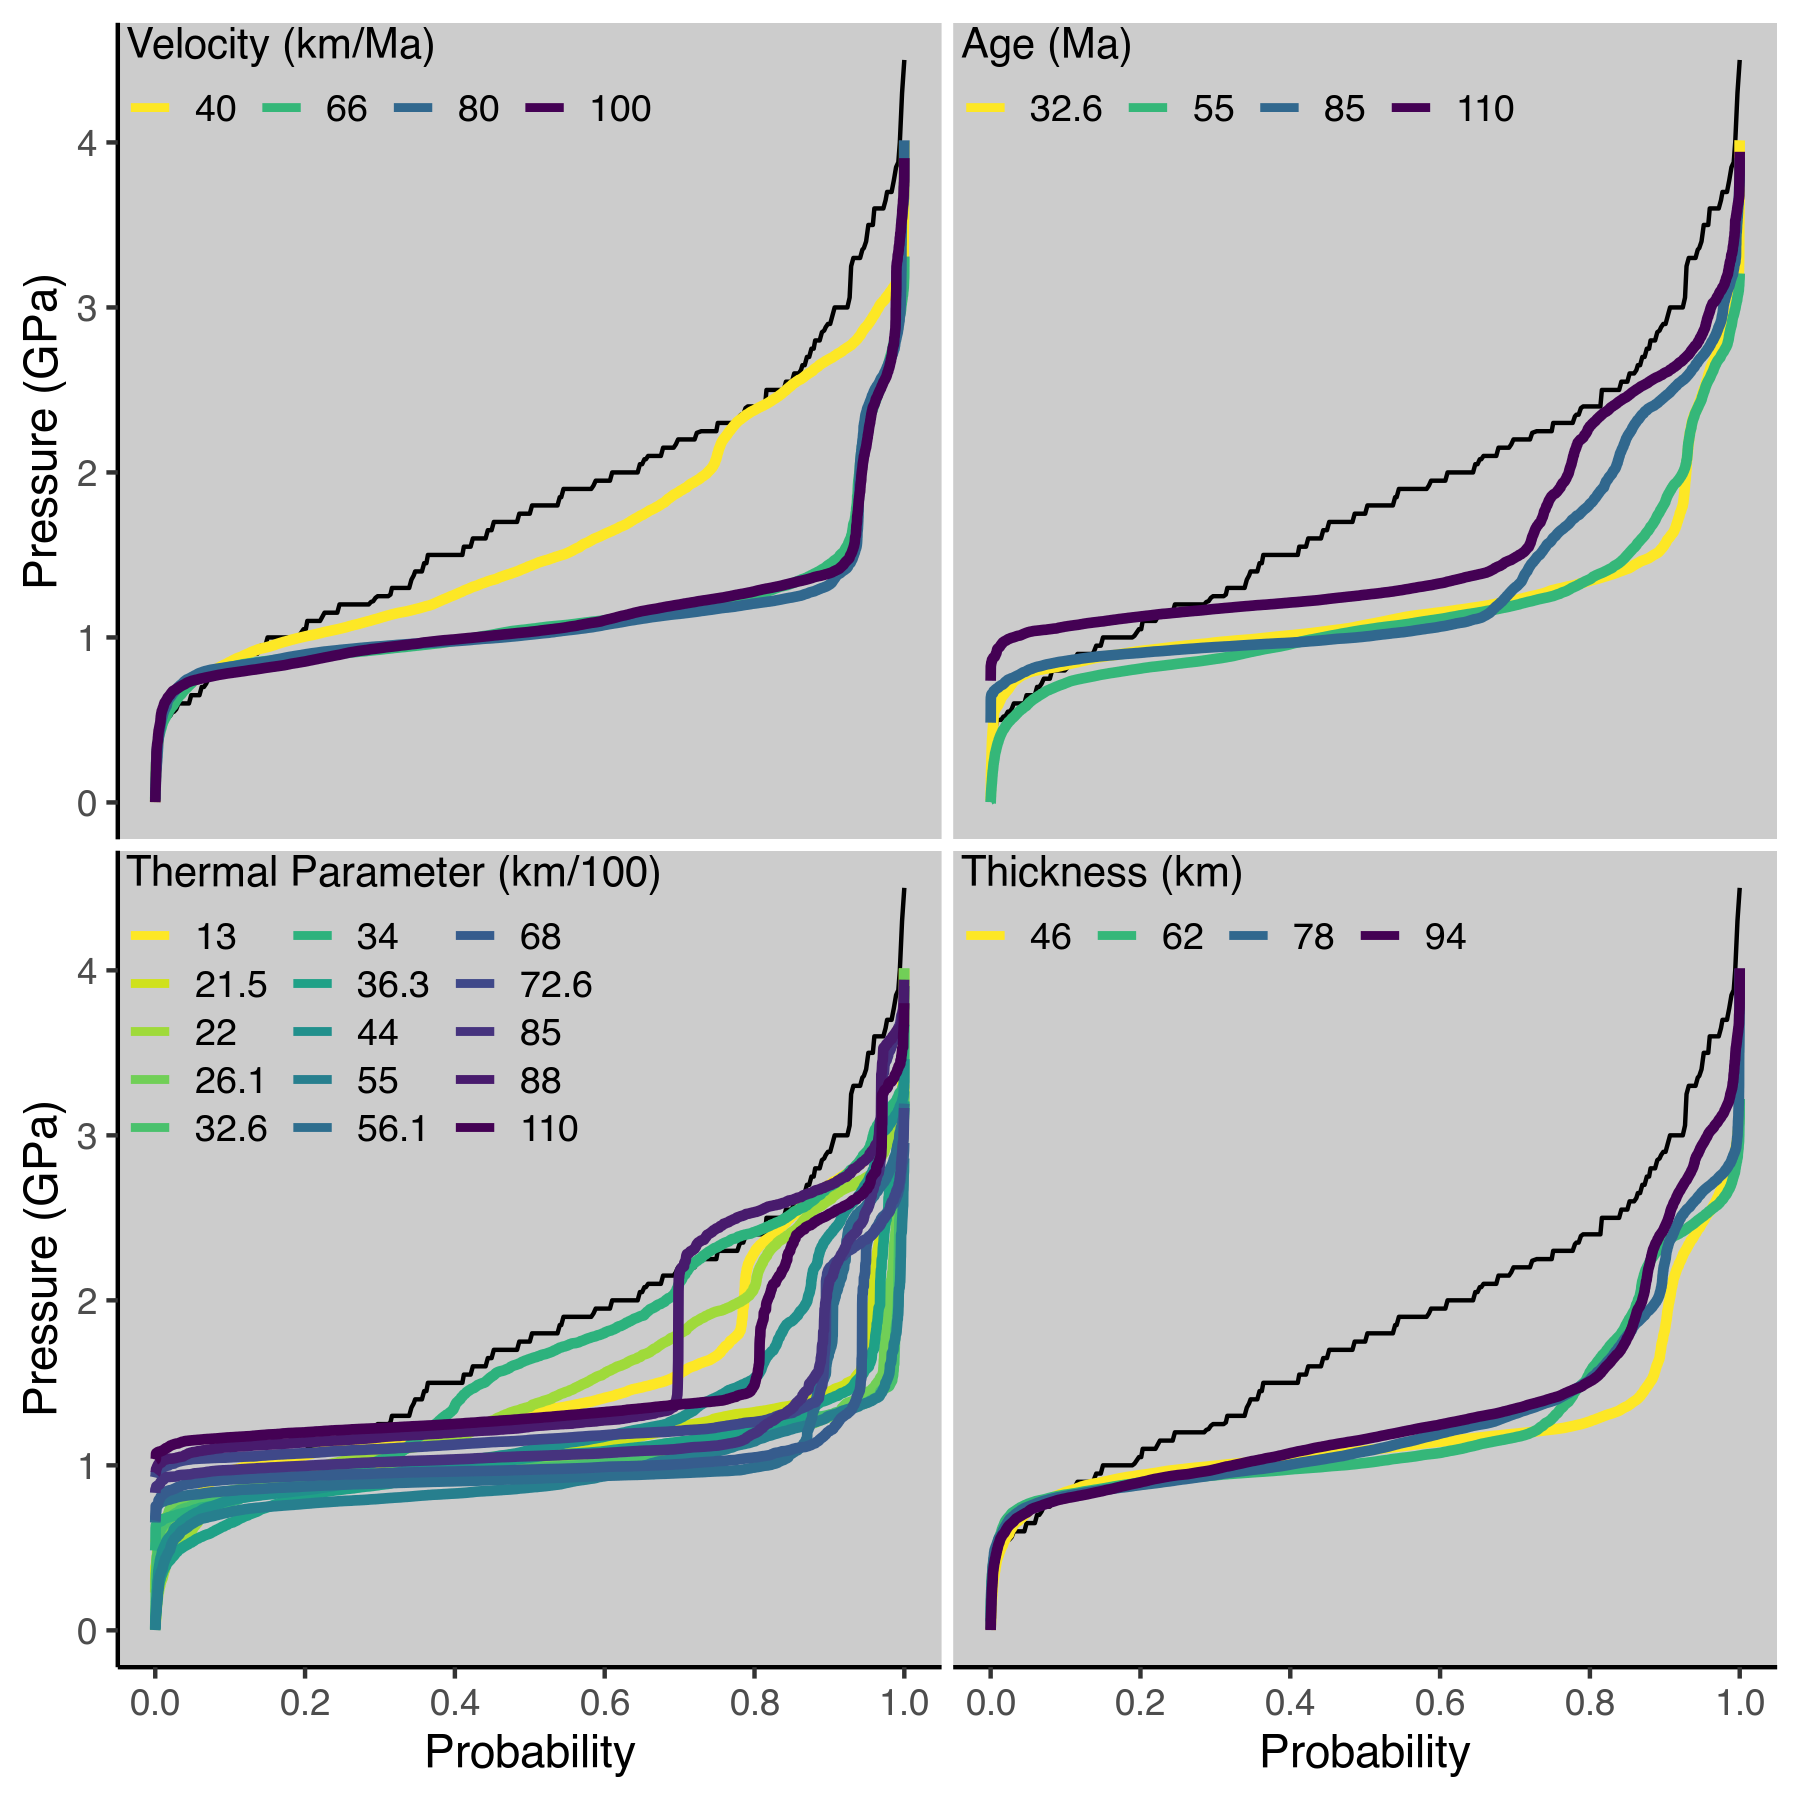 Velocity (km/Ma)
40 66 80 100
Age (Ma)
32.6 55 85 110
4
3
2
1
0
Pressure (GPa)
Thermal Parameter (km/100)
13 34 68
21.5 36.3 72.6
22 44 85
26.1 55 88
32.6 56.1 110
Thickness (km)
46 62 78 94
4
3
2
1
0
Pressure (GPa)
0.0 0.2 0.4 0.6 0.8 1.0
Probability
0.0 0.2 0.4 0.6 0.8 1.0
Probability